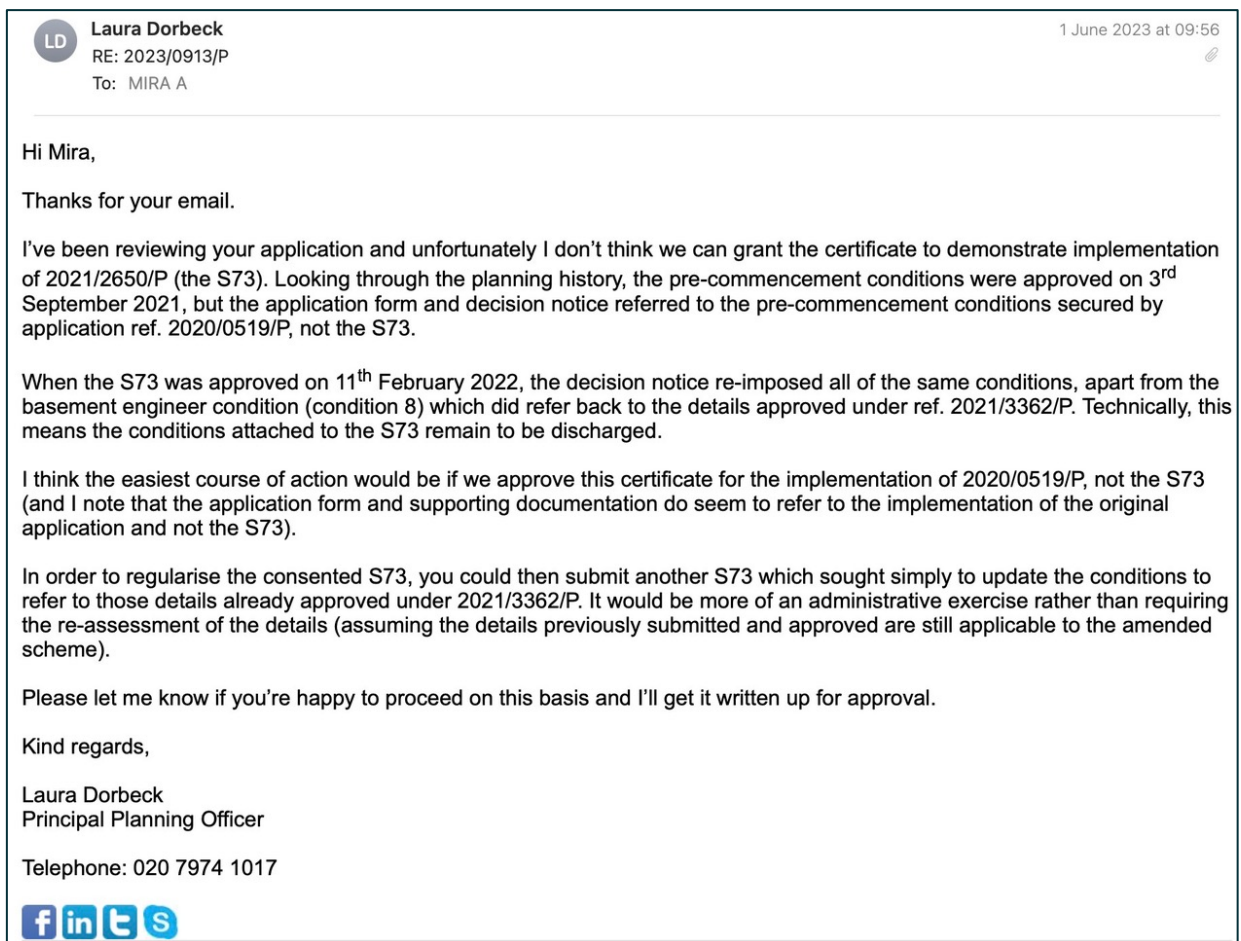 LD
Laura Dorbeck
1 June 2023 at 09:56
RE: 2023/0913/P
To: MIRA A
Hi Mira,
Thanks for your email.
I've been reviewing your application and unfortunately I don't think we can grant the certificate to demonstrate implementation
of 2021/2650/P (the S73). Looking through the planning history, the pre-commencement conditions were approved on 3rd
September 2021, but the application form and decision notice referred to the pre-commencement conditions secured by
application ref. 2020/0519/P, not the S73.
When the S73 was approved on 11th February 2022, the decision notice re-imposed all of the same conditions, apart from the
basement engineer condition (condition 8) which did refer back to the details approved under ref. 2021/3362/P. Technically, this
means the conditions attached to the S73 remain to be discharged.
I think the easiest course of action would be if we approve this certificate for the implementation of 2020/0519/P, not the S73
(and I note that the application form and supporting documentation do seem to refer to the implementation of the original
application and not the S73).
In order to regularise the consented S73, you could then submit another S73 which sought simply to update the conditions to
refer to those details already approved under 2021/3362/P. It would be more of an administrative exercise rather than requiring
the re-assessment of the details (assuming the details previously submitted and approved are still applicable to the amended
scheme).
Please let me know if you're happy to proceed on this basis and I'll get it written up for approval.
Kind regards,
Laura Dorbeck
Principal Planning Officer
Telephone: 020 7974 1017
f in t S